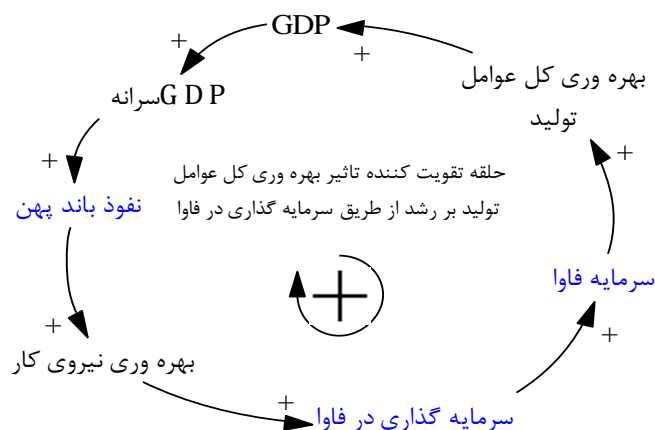 GDP
+
+
بهره وری کل عوامل
تولید
GDPسرانه
+
+
حلقه تقویت کننده تاثیر بهره وری کل عوامل
تولید بر رشد از طریق سرمایه گذاری در فاوا
نفوذ باند پهن
سرمایه فاوا
+
+
+
بهره وری نیروی کار
+
سرمایه گذاری در فاوا